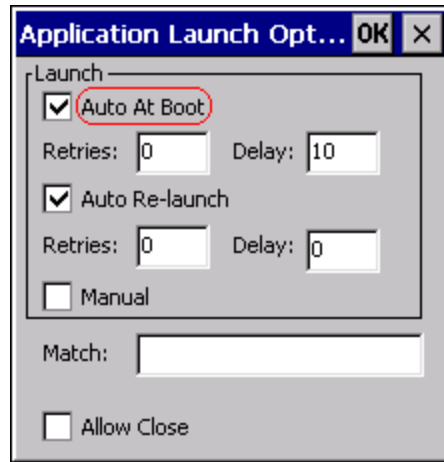 Application Launch Opt... OK ×
Launch
Auto At Boot
Retries: 0 Delay: 10
Auto Re-launch
Retries: 0 Delay: 0
Manual
Match:
Allow Close